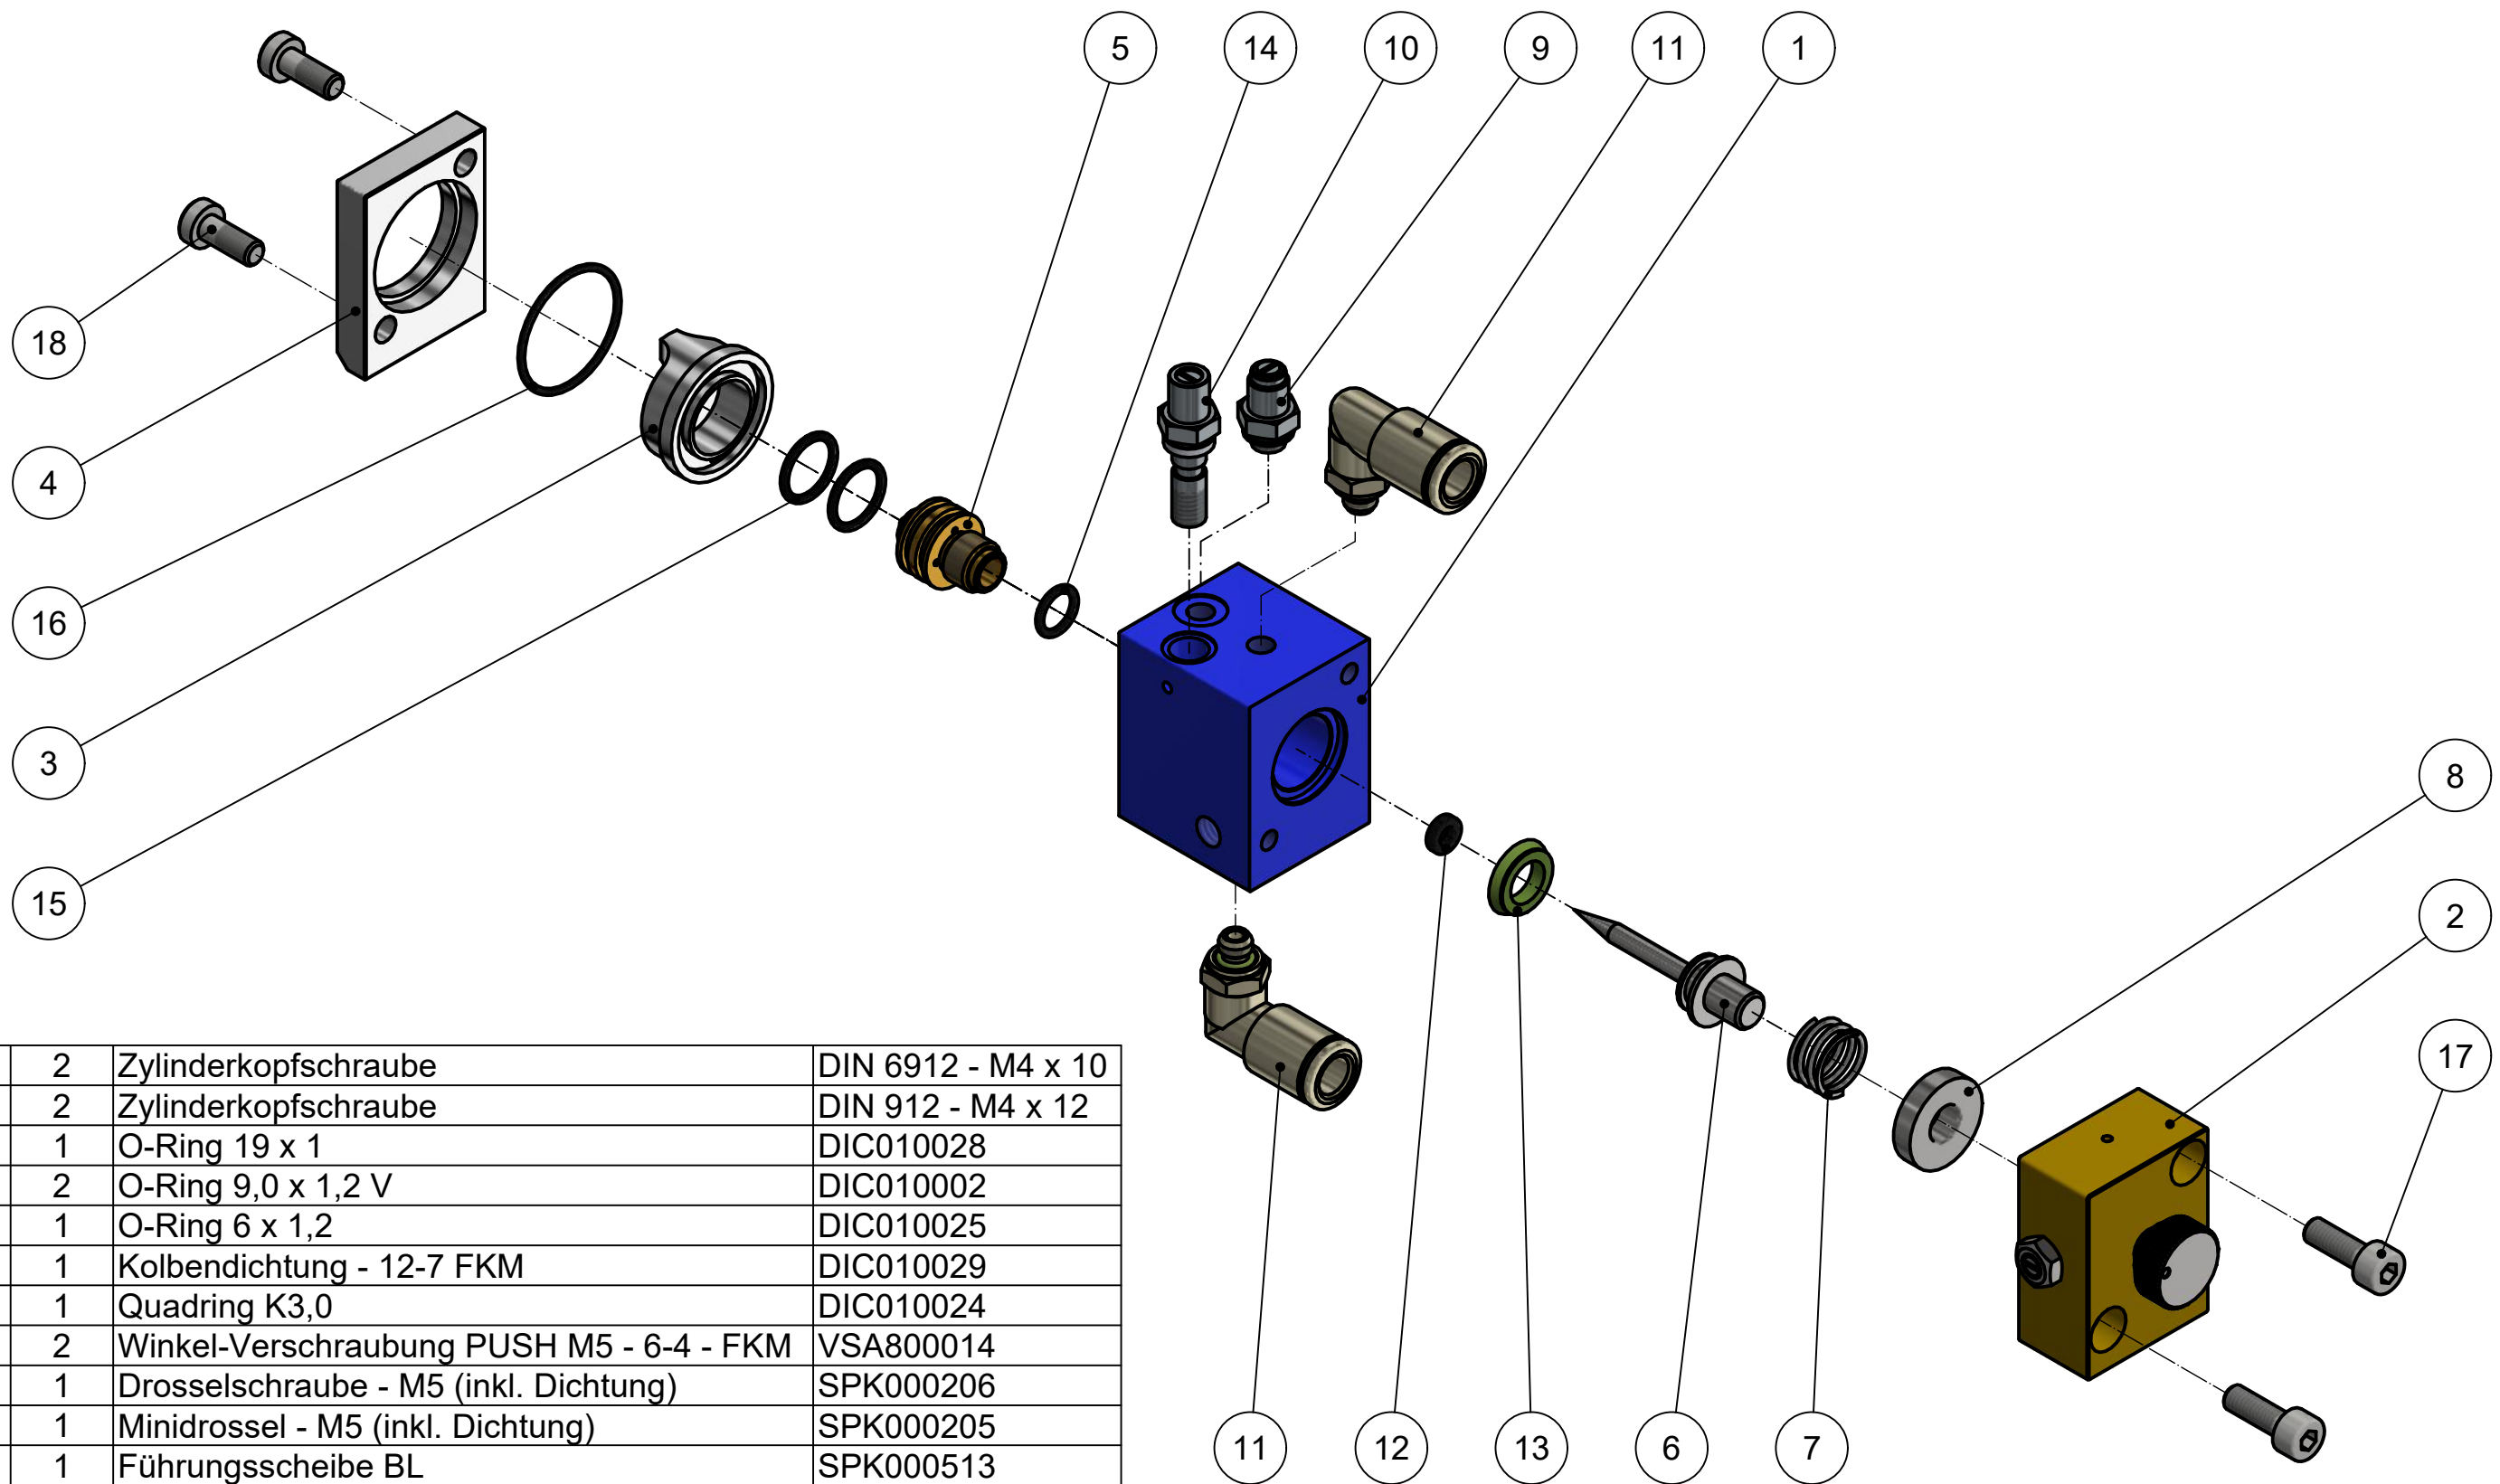 5 14 10 9 11 1
18
4
16
3
15
8
2
17
11 12 13 6 7
2 Zylinderkopfschraube DIN 6912 - M4 x 10
2 Zylinderkopfschraube DIN 912 - M4 x 12
1 O-Ring 19 x 1 DIC010028
2 O-Ring 9,0 x 1,2 V DIC010002
1 O-Ring 6 x 1,2 DIC010025
1 Kolbendichtung - 12-7 FKM DIC010029
1 Quadring K3,0 DIC010024
2 Winkel-Verschraubung PUSH M5 - 6-4 - FKM VSA800014
1 Drosselschraube - M5 (inkl. Dichtung) SPK000206
1 Minidrossel - M5 (inkl. Dichtung) SPK000205
1 Führungsscheibe BL SPK000513